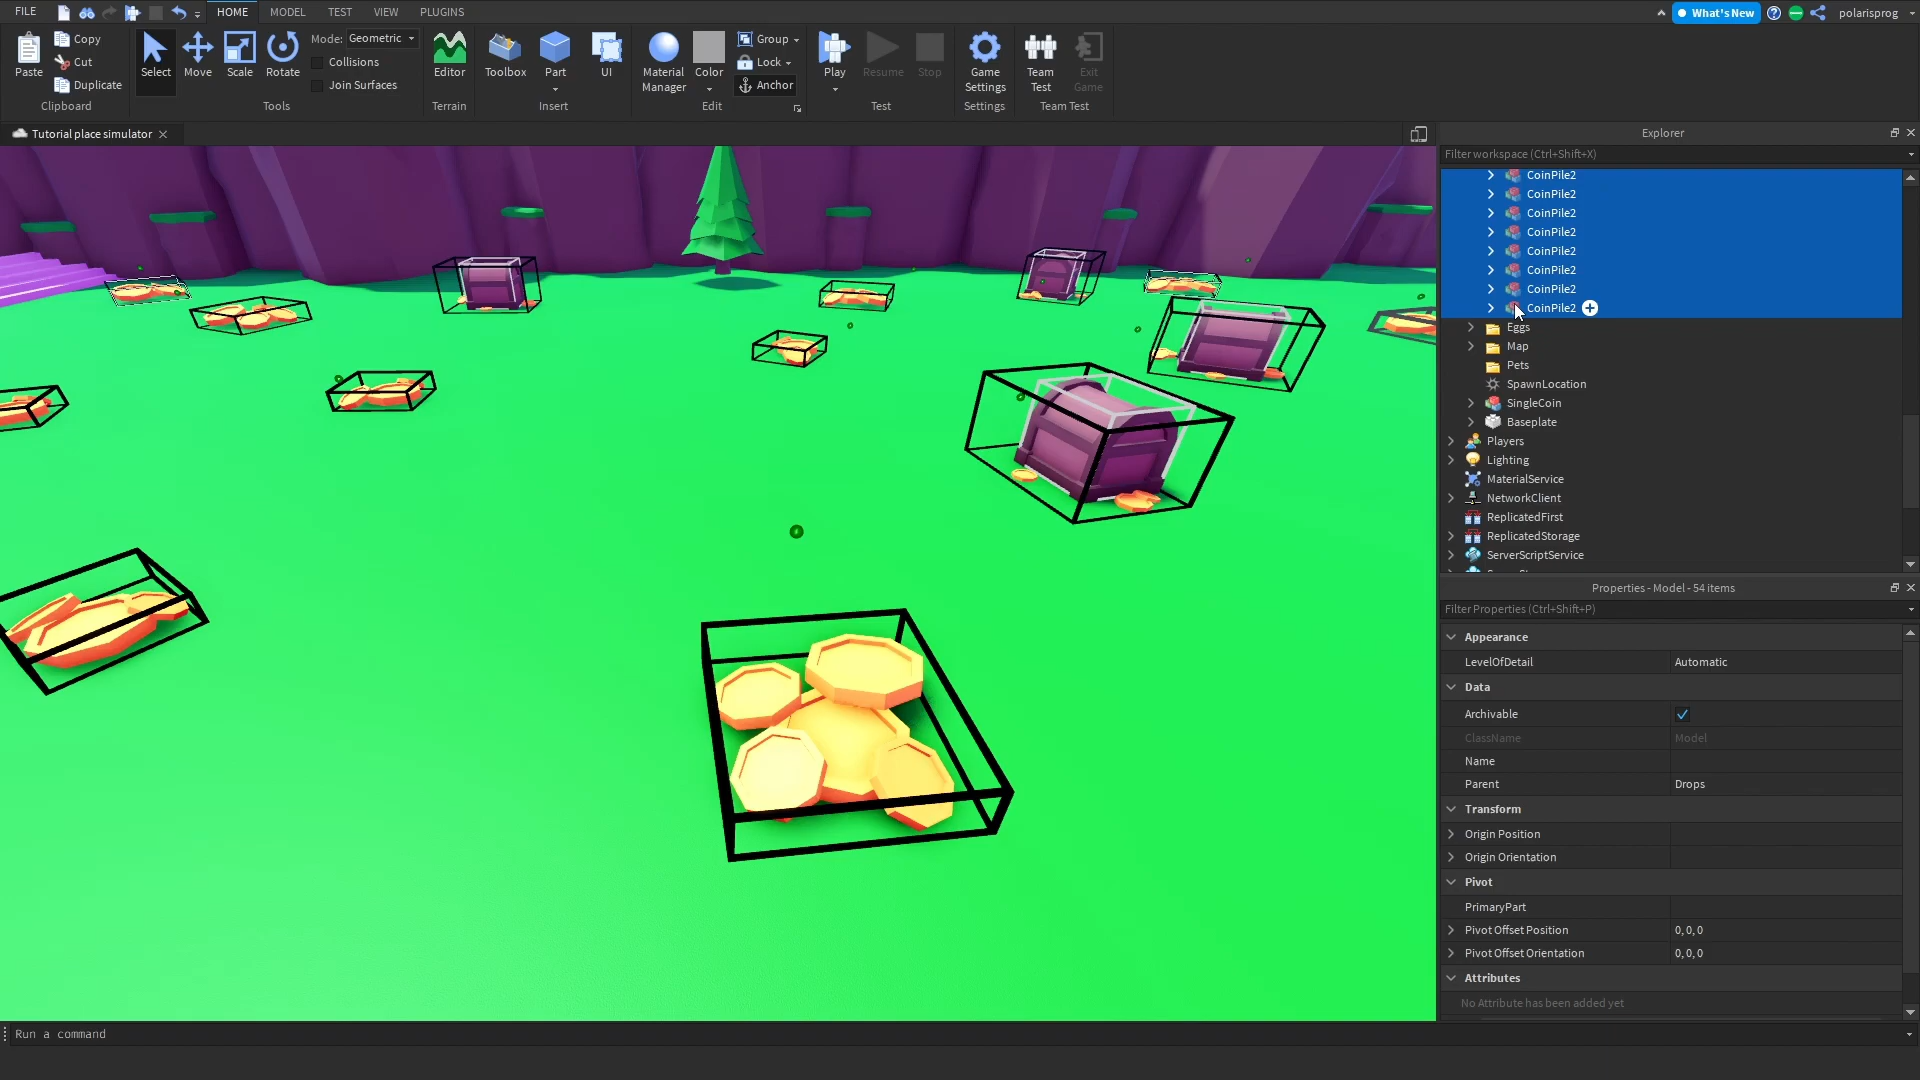 FILE
HOME
MODEL
TEST
VIEW
PLUGINS
What's New
polarisprog
Paste
Copy
Cut
Duplicate
Clipboard
Select
Move
Scale
Rotate
Mode: Geometric
Collisions
Join Surfaces
Tools
Editor
Terrain
Toolbox
Part
UI
Insert
Material Manager
Color
Group
Lock
Anchor
Edit
Play
Resume
Stop
Test
Game Settings
Settings
Team Test
Exit Game
Team Test
Tutorial place simulator
Explorer
Filter workspace (Ctrl+Shift+X)
CoinPile2
CoinPile2
CoinPile2
CoinPile2
CoinPile2
CoinPile2
CoinPile2
CoinPile2
Eggs
Map
Pets
SpawnLocation
SingleCoin
Baseplate
Players
Lighting
MaterialService
NetworkClient
ReplicatedFirst
ReplicatedStorage
ServerScriptService
Properties - Model - 54 items
Filter Properties (Ctrl+Shift+P)
Appearance
LevelOfDetail Automatic
Data
Archivable
ClassName Model
Name
Parent Drops
Transform
Origin Position
Origin Orientation
Pivot
PrimaryPart
Pivot Offset Position 0, 0, 0
Pivot Offset Orientation 0, 0, 0
Attributes
No Attribute has been added yet
Run a command